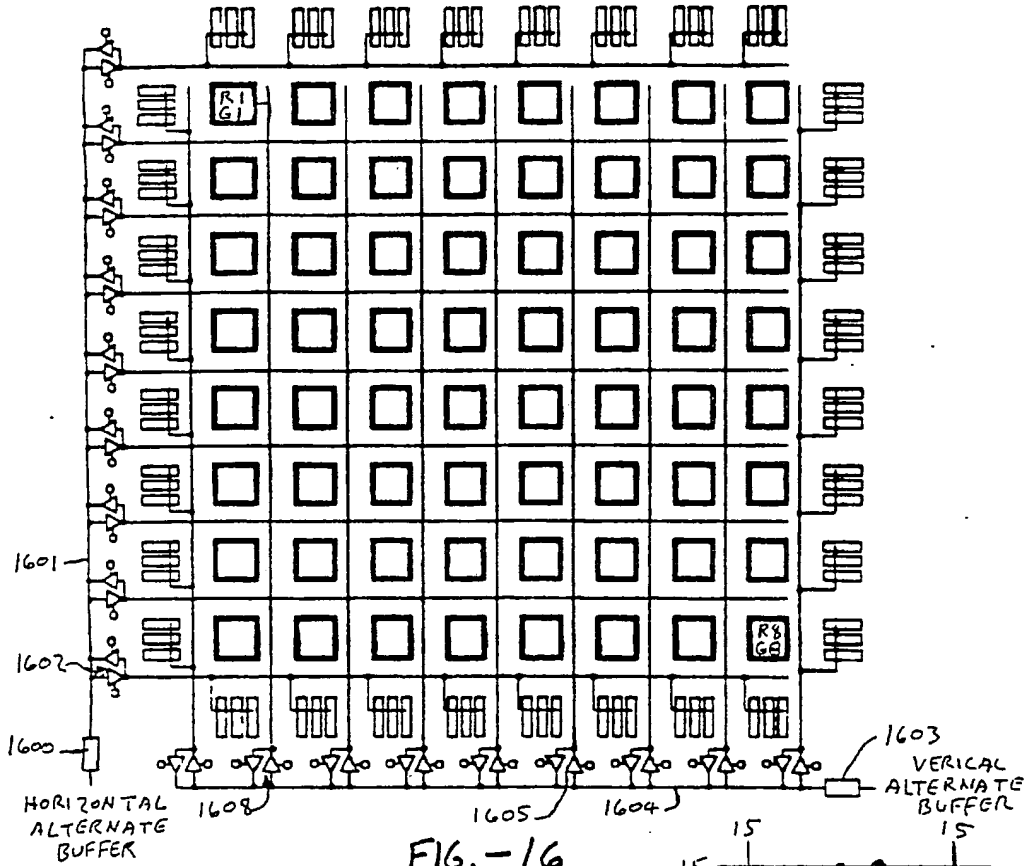 R1
G1
1601
R8
G8
1602
1600
1603
HORIZONTAL
ALTERNATE
BUFFER
1608
1605
1604
VERICAL
ALTERNATE
BUFFER
FIG.-16
15
15
15